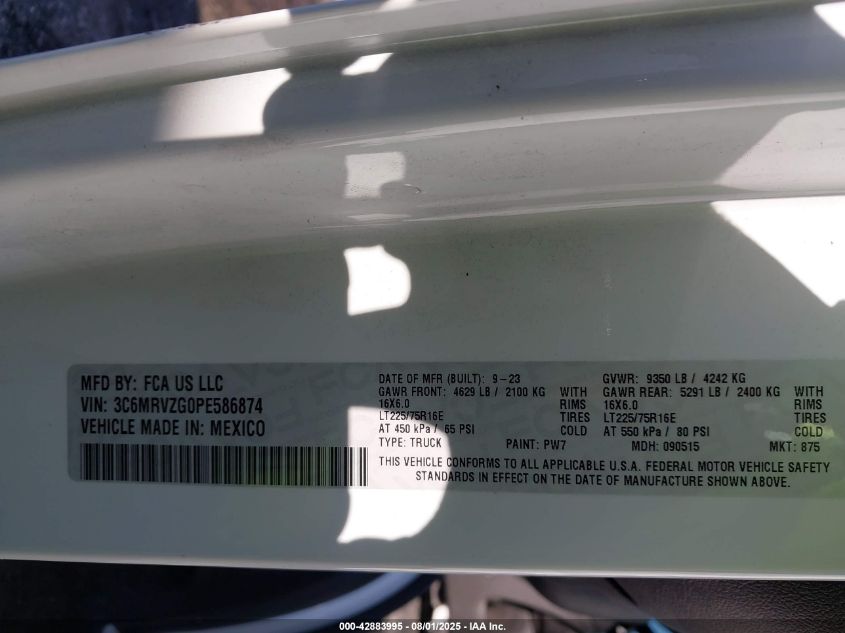 MFD BY: FCA US LLC
VIN: 3C6MRVZG0PE586874
VEHICLE MADE IN: MEXICO
DATE OF MFR (BUILT): 9-23 GVWR: 9350 LB / 4242 KG
GAWR FRONT: 4629 LB / 2100 KG WITH GAWR REAR: 5291 LB / 2400 KG WITH
16X6.0 RIMS 16X6.0 RIMS
LT225/75R16E TIRES LT225/75R16E TIRES
AT 450 kPa / 65 PSI COLD AT 550 kPa / 80 PSI COLD
TYPE: TRUCK PAINT: PW7 MDH: 090515 MKT: 875
THIS VEHICLE CONFORMS TO ALL APPLICABLE U.S.A. FEDERAL MOTOR VEHICLE SAFETY
STANDARDS IN EFFECT ON THE DATE OF MANUFACTURE SHOWN ABOVE.
000-42883995 - 08/01/2025 - IAA Inc.